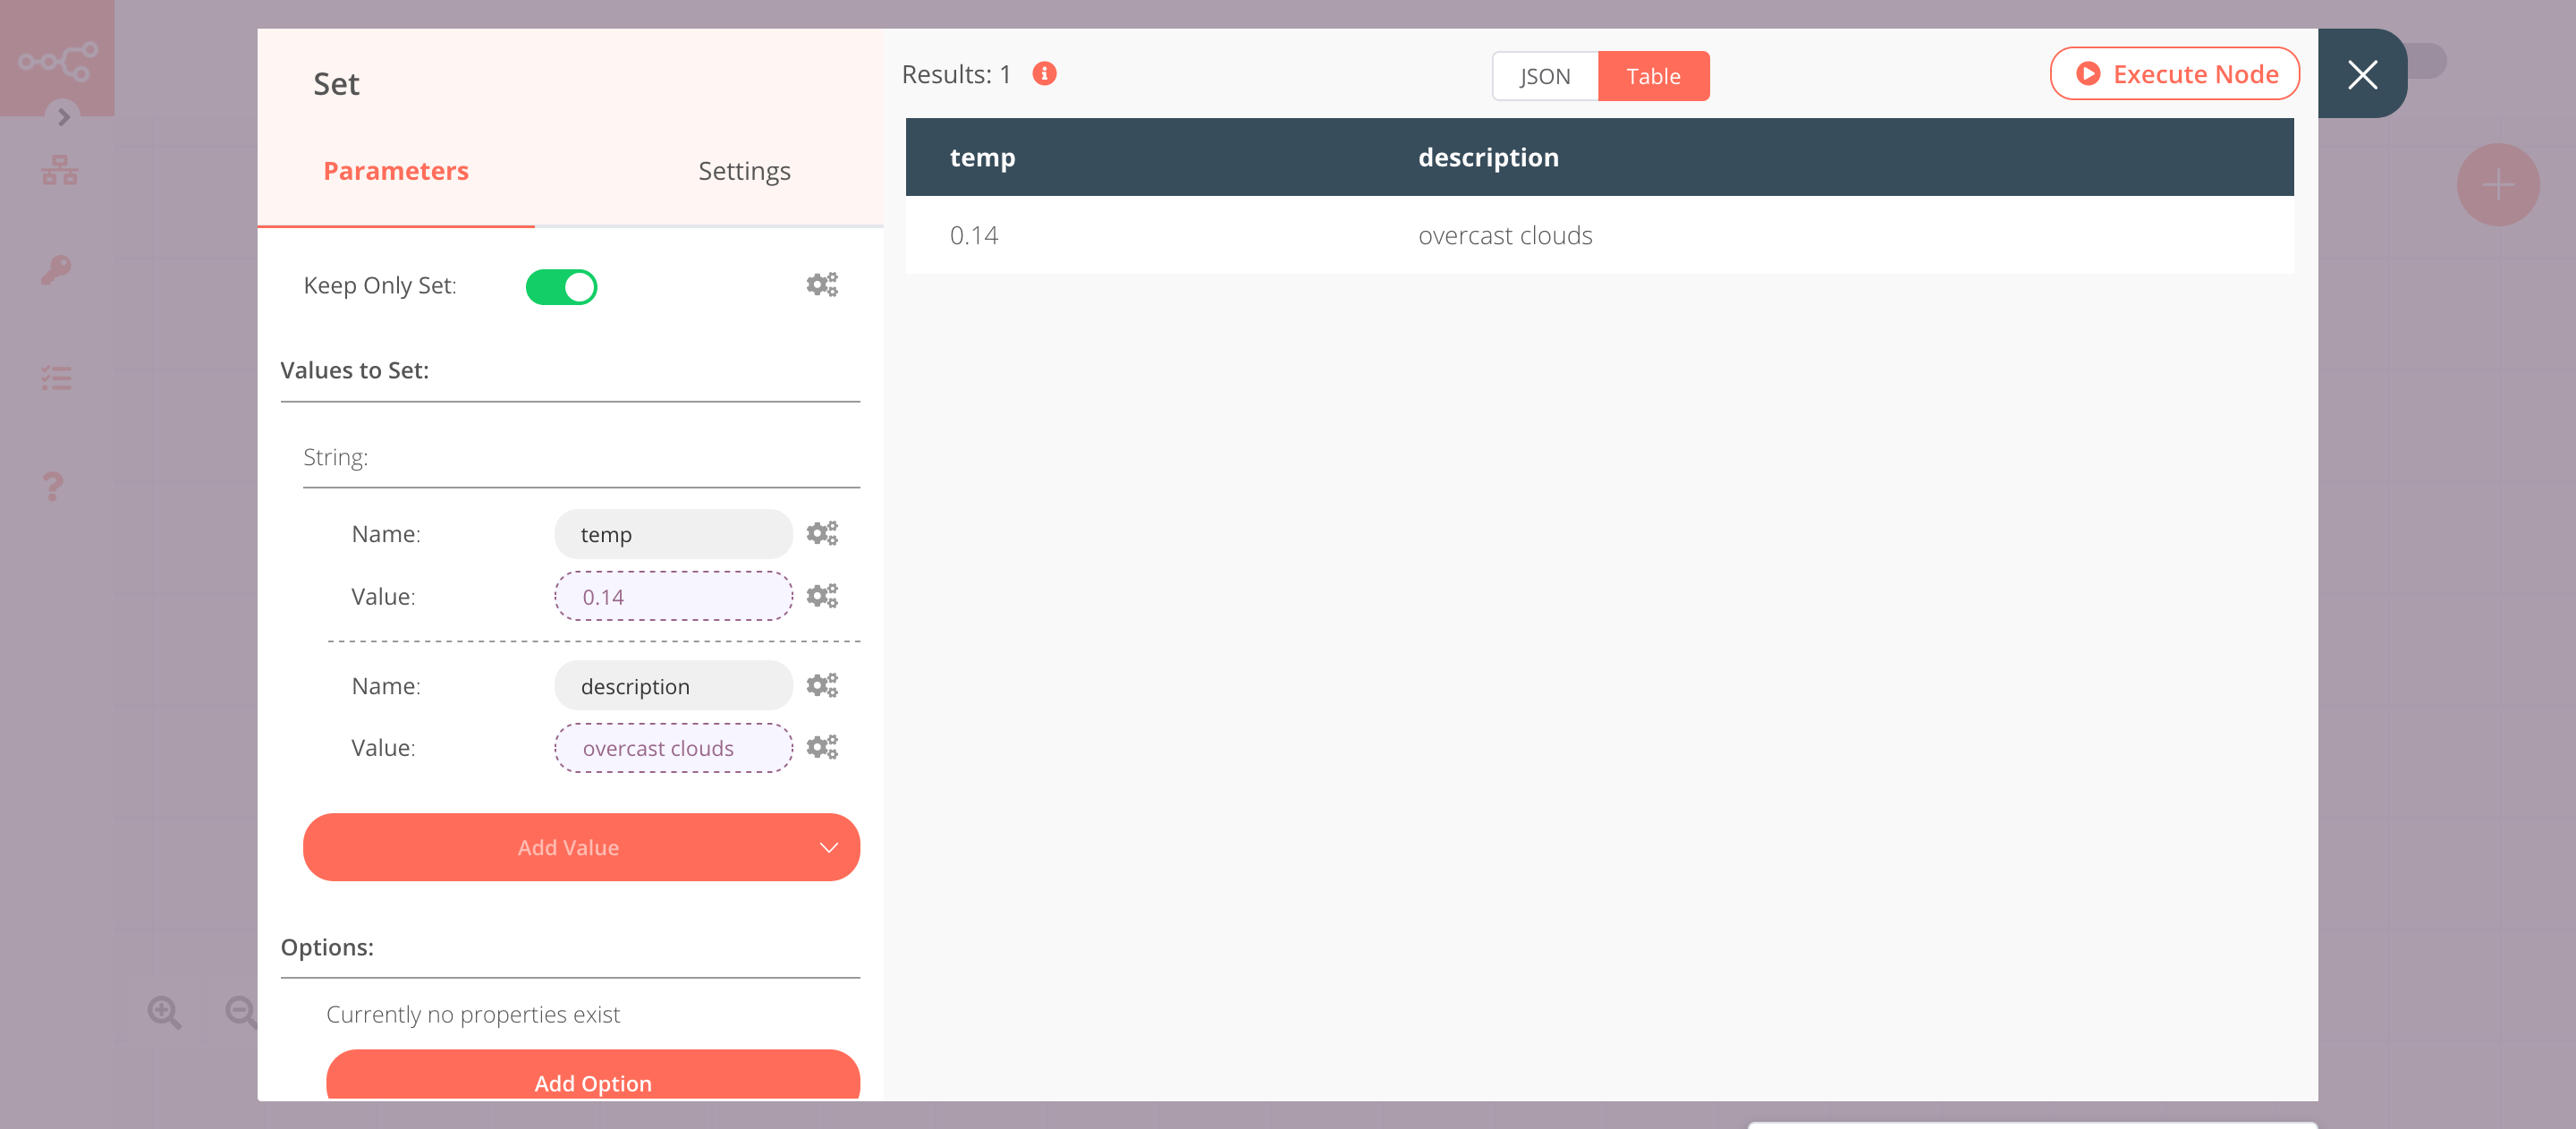 Set
Parameters
Settings
Keep Only Set:
Values to Set:
String:
Name:
temp
Value:
0.14
Name:
description
Value:
overcast clouds
Add Value
Options:
Currently no properties exist
Add Option
Results: 1
JSON
Table
Execute Node
temp
description
0.14
overcast clouds